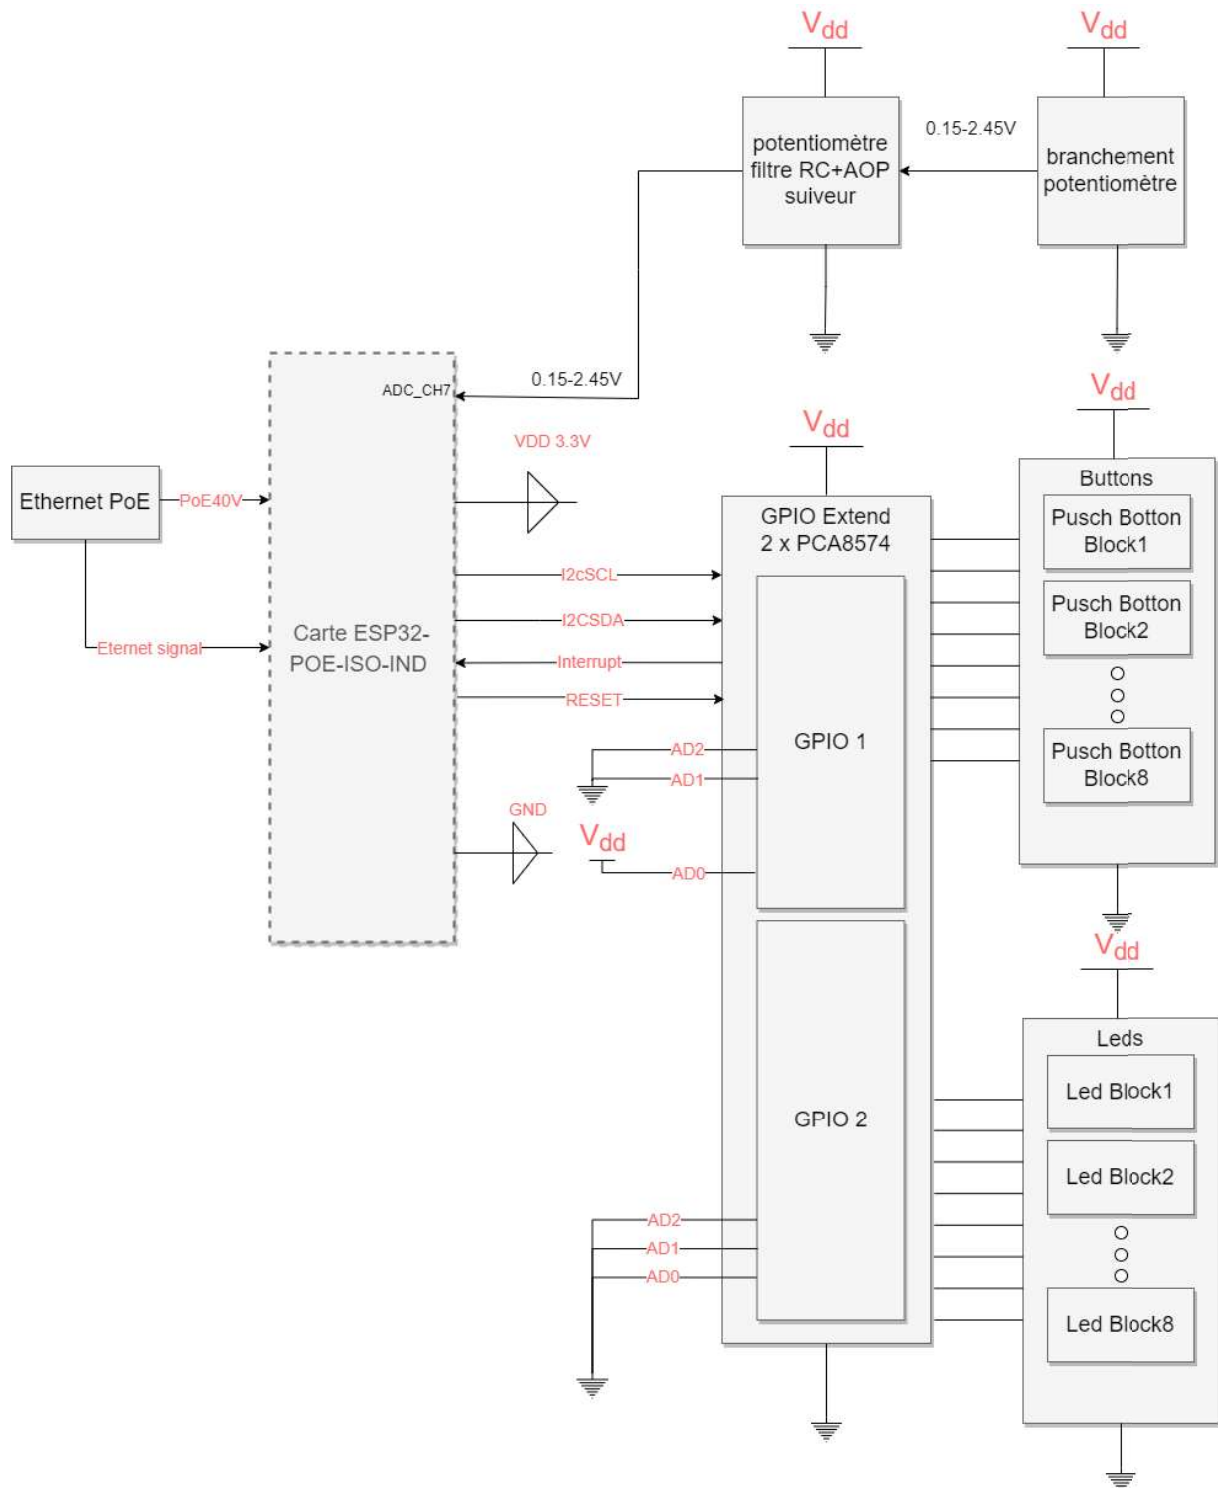 Vdd
Vdd
potentiomètre
filtre RC+AOP
suiveur
0.15-2.45V
branchement
potentiomètre
ADC_CH7
0.15-2.45V
VDD 3.3V
Vdd
Vdd
Ethernet PoE
PoE40V
Eternet signal
Carte ESP32-
POE-ISO-IND
I2cSCL
I2CSDA
Interrupt
RESET
GND
GPIO Extend
2 x PCA8574
GPIO 1
AD2
AD1
Vdd
AD0
Buttons
Pusch Botton
Block1
Pusch Botton
Block2
Pusch Botton
Block8
Vdd
GPIO 2
AD2
AD1
AD0
Leds
Led Block1
Led Block2
Led Block8